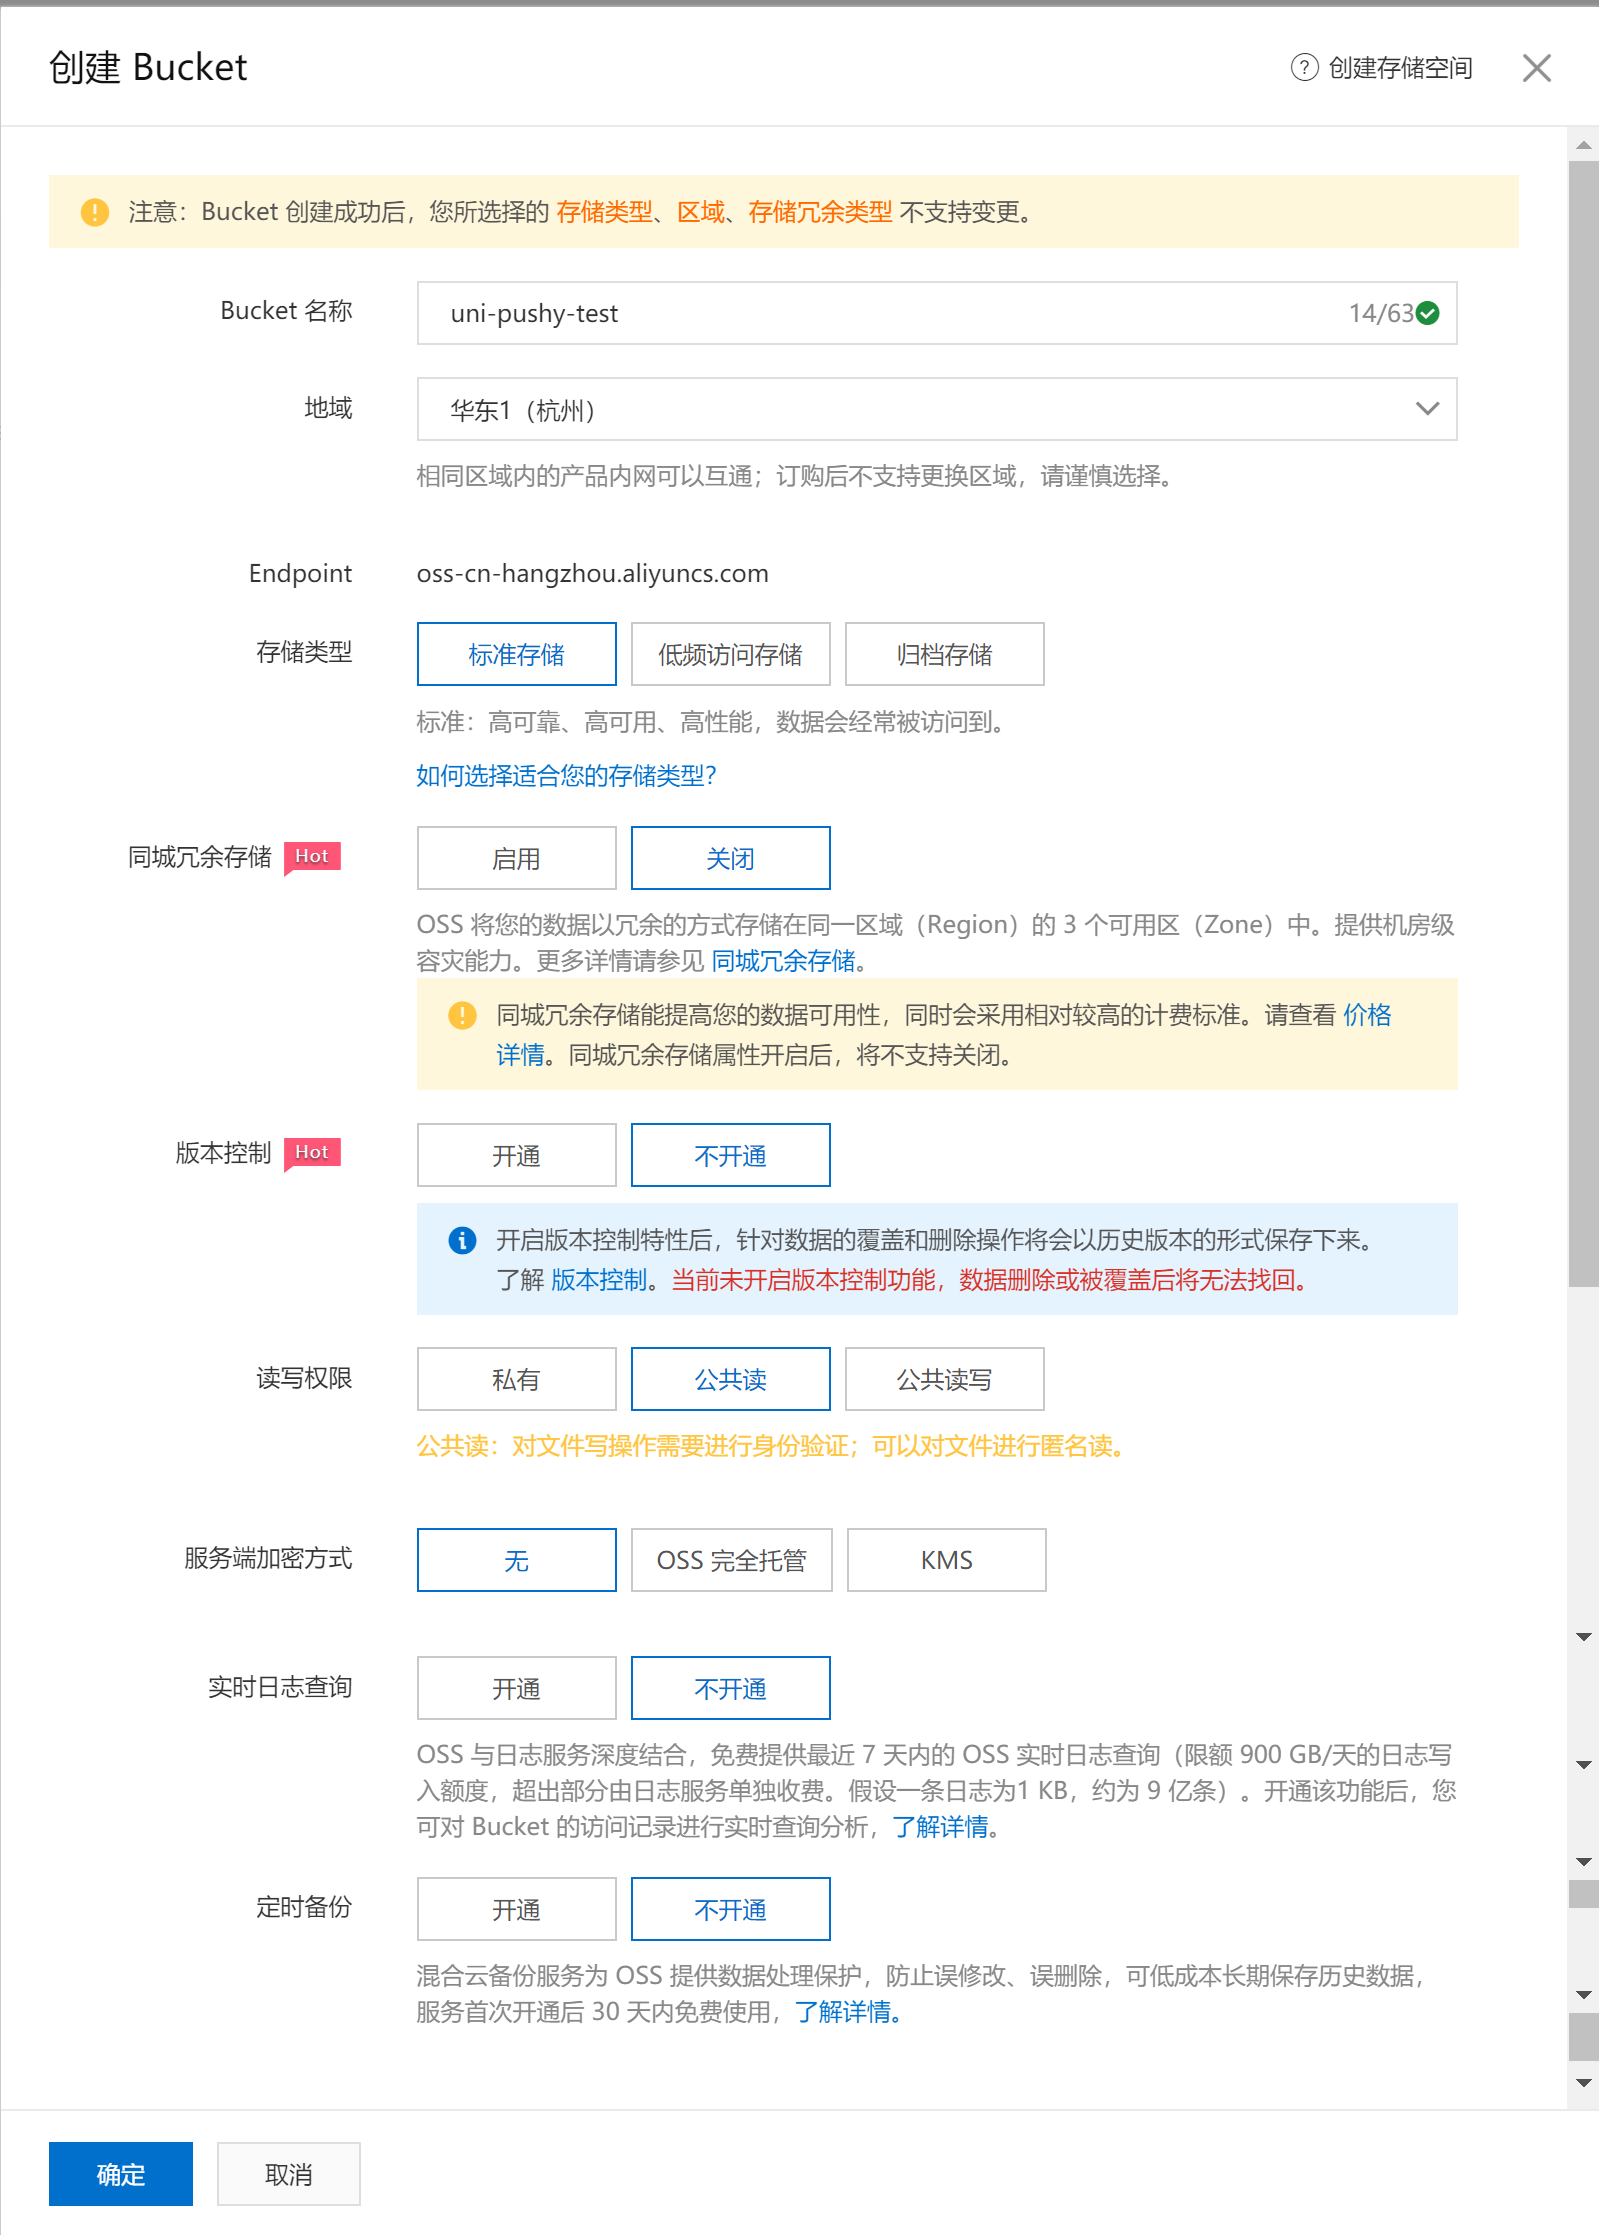 创建 Bucket
创建存储空间
注意：Bucket 创建成功后，您所选择的 存储类型、区域、存储冗余类型 不支持变更。
Bucket 名称
uni-pushy-test
14/63
地域
华东1（杭州）
相同区域内的产品内网可以互通；订购后不支持更换区域，请谨慎选择。
Endpoint
oss-cn-hangzhou.aliyuncs.com
存储类型
标准存储
低频访问存储
归档存储
标准：高可靠、高可用、高性能，数据会经常被访问到。
如何选择适合您的存储类型？
同城冗余存储
Hot
启用
关闭
OSS 将您的数据以冗余的方式存储在同一区域（Region）的 3 个可用区（Zone）中。提供机房级
容灾能力。更多详情请参见 同城冗余存储。
同城冗余存储能提高您的数据可用性，同时会采用相对较高的计费标准。请查看 价格
详情。同城冗余存储属性开启后，将不支持关闭。
版本控制
Hot
开通
不开通
开启版本控制特性后，针对数据的覆盖和删除操作将会以历史版本的形式保存下来。
了解 版本控制。当前未开启版本控制功能，数据删除或被覆盖后将无法找回。
读写权限
私有
公共读
公共读写
公共读：对文件写操作需要进行身份验证；可以对文件进行匿名读。
服务端加密方式
无
OSS 完全托管
KMS
实时日志查询
开通
不开通
OSS 与日志服务深度结合，免费提供最近 7 天内的 OSS 实时日志查询（限额 900 GB/天的日志写
入额度，超出部分由日志服务单独收费。假设一条日志为1 KB，约为 9 亿条）。开通该功能后，您
可对 Bucket 的访问记录进行实时查询分析，了解详情。
定时备份
开通
不开通
混合云备份服务为 OSS 提供数据处理保护，防止误修改、误删除，可低成本长期保存历史数据，
服务首次开通后 30 天内免费使用，了解详情。
确定
取消